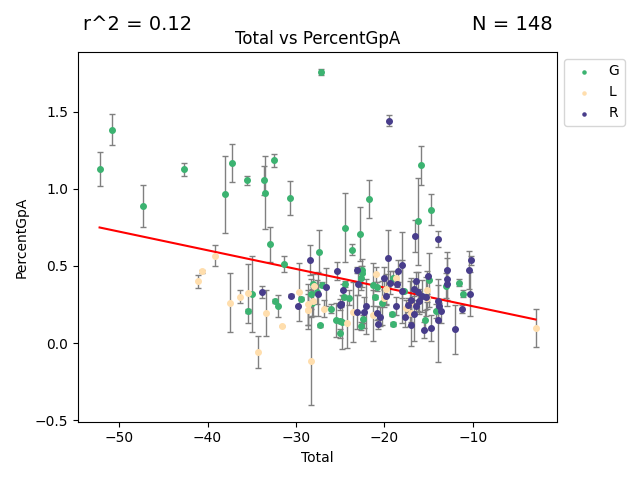 r^2 = 0.12 N = 148
Total vs PercentGpA
G
L
R
PercentGpA
1.5
1.0
0.5
0.0
−0.5
−50 −40 −30 −20 −10
Total